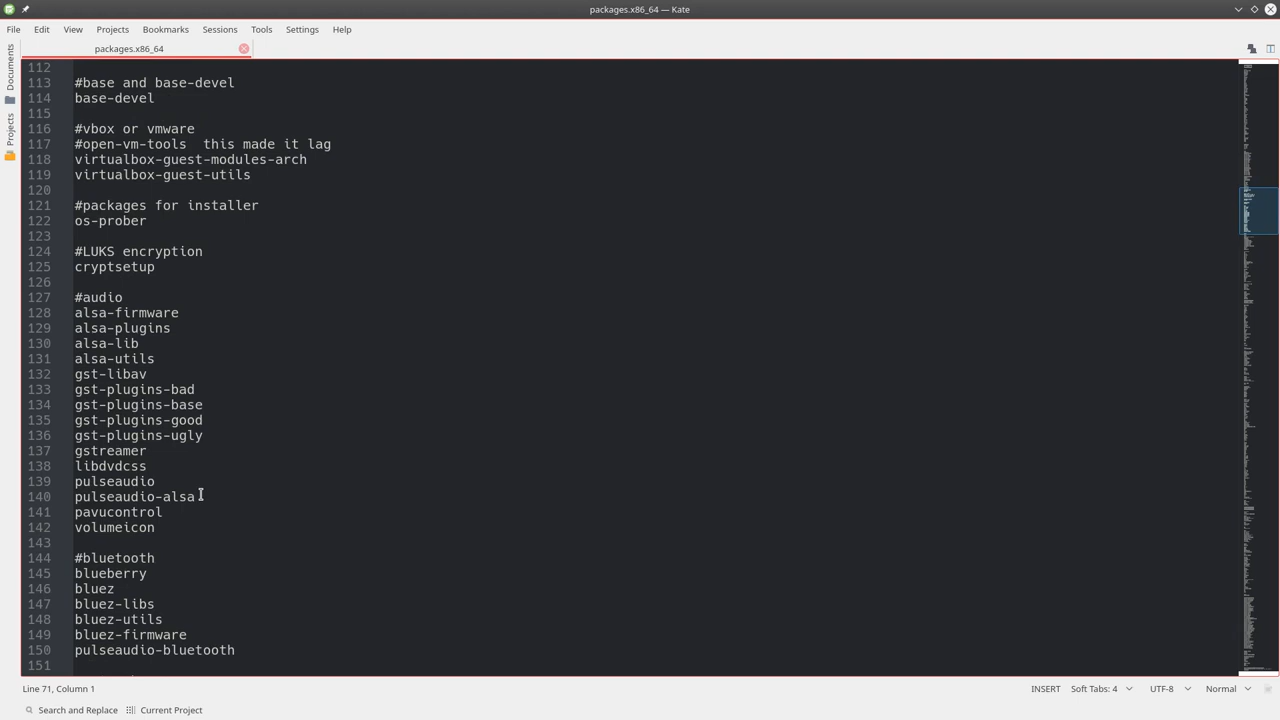 packages.x86_64 — Kate
File Edit View Projects Bookmarks Sessions Tools Settings Help
packages.x86_64
Documents
Projects
112
113 #base and base-devel
114 base-devel
115
116 #vbox or vmware
117 #open-vm-tools  this made it lag
118 virtualbox-guest-modules-arch
119 virtualbox-guest-utils
120
121 #packages for installer
122 os-prober
123
124 #LUKS encryption
125 cryptsetup
126
127 #audio
128 alsa-firmware
129 alsa-plugins
130 alsa-lib
131 alsa-utils
132 gst-libav
133 gst-plugins-bad
134 gst-plugins-base
135 gst-plugins-good
136 gst-plugins-ugly
137 gstreamer
138 libdvdcss
139 pulseaudio
140 pulseaudio-alsa
141 pavucontrol
142 volumeicon
143
144 #bluetooth
145 blueberry
146 bluez
147 bluez-libs
148 bluez-utils
149 bluez-firmware
150 pulseaudio-bluetooth
151
Line 71, Column 1 INSERT Soft Tabs: 4 UTF-8 Normal
Search and Replace Current Project